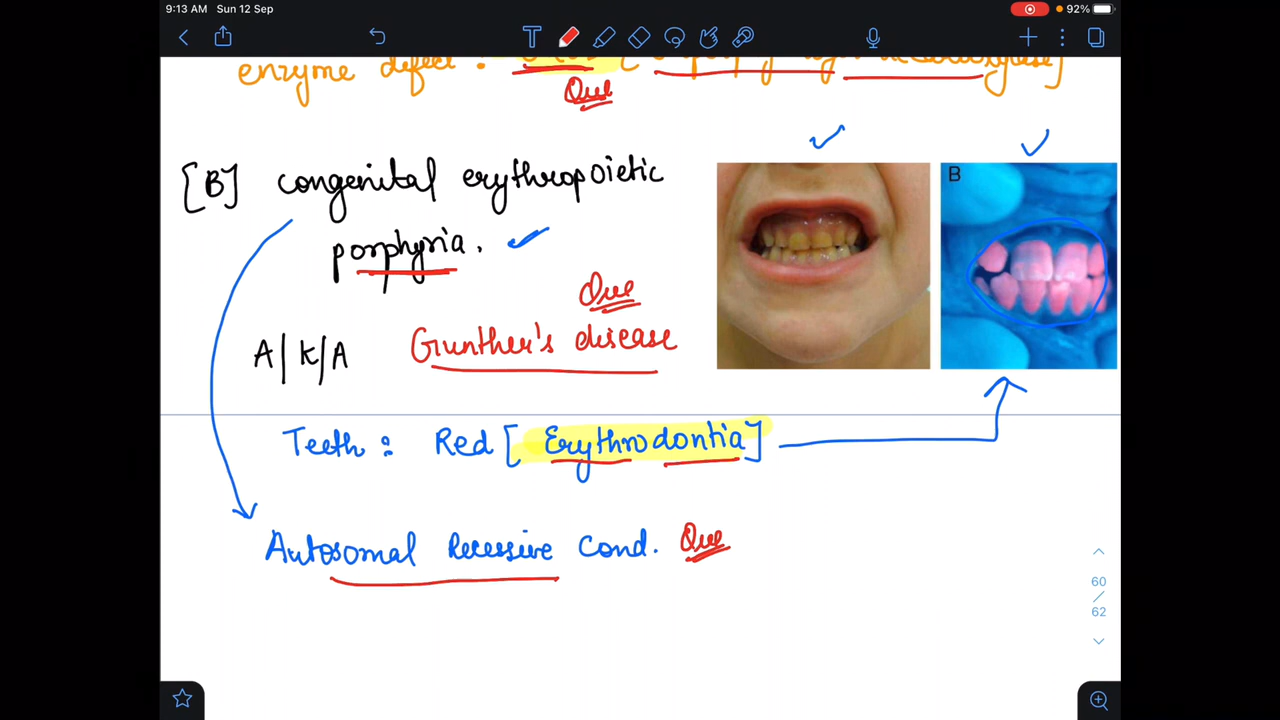 9:13 AM Sun 12 Sep
92%
T
enzyme defect :
Que
[B] congenital erythropoietic
porphyria.
B
Que
A/K/A Gunther's disease
Teeth : Red [Erythrodontia]
Autosomal Recessive Cond. Que
60
/
62